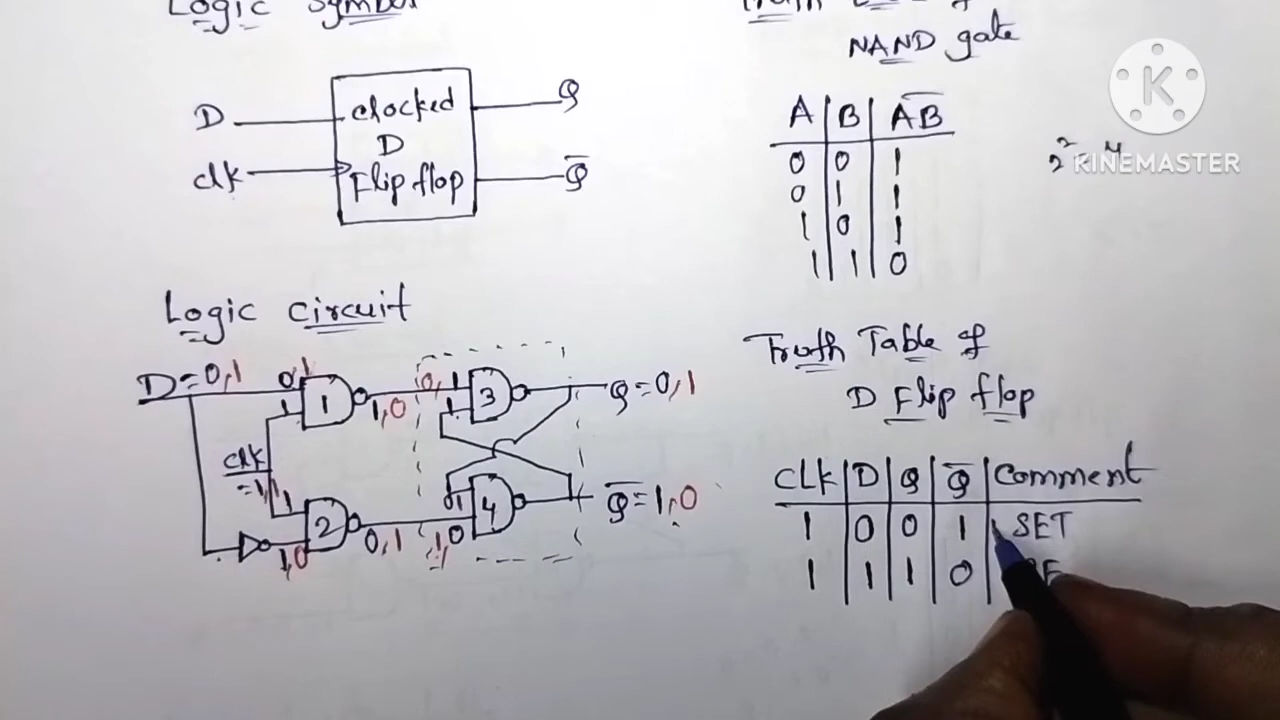 Logic Symbol
D
clk
clocked
D
Flip flop
Q
Q̅
NAND gate
A B A̅B̅
0 0 1
0 1 1
1 0 1
1 1 0
K
KINEMASTER
Logic Circuit
D=0,1
0,1
1
1
1,0
0,1
1
3
Q=0,1
clk
=1,1
1
2
1,0
0,1
0,1
1,0
4
Q̅=1,0
Truth Table of
D Flip flop
CLK D Q Q̅ Comment
1 0 0 1 SET
1 1 1 0 RE